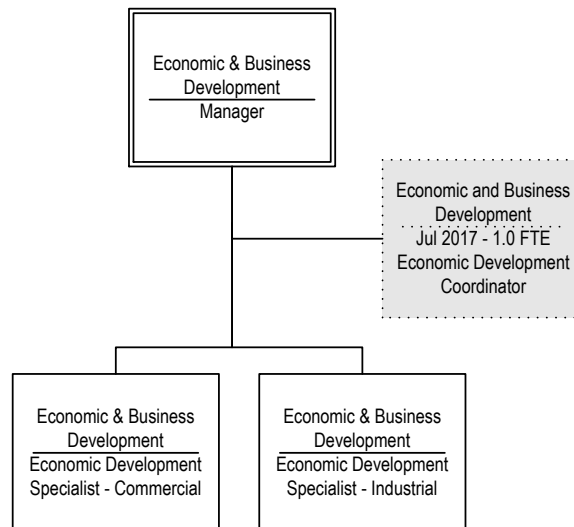 Economic & Business
Development
Manager
Economic and Business
Development
Jul 2017 - 1.0 FTE
Economic Development
Coordinator
Economic & Business
Development
Economic Development
Specialist - Commercial
Economic & Business
Development
Economic Development
Specialist - Industrial